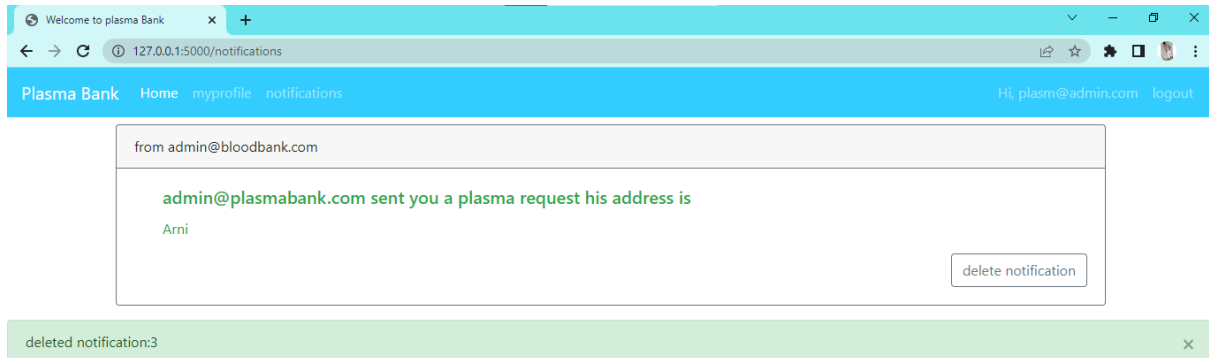 Welcome to plasma Bank
127.0.0.1:5000/notifications
Plasma Bank Home myprofile notifications Hi, plasm@admin.com logout
from admin@bloodbank.com
admin@plasmabank.com sent you a plasma request his address is
Arni
delete notification
deleted notification:3